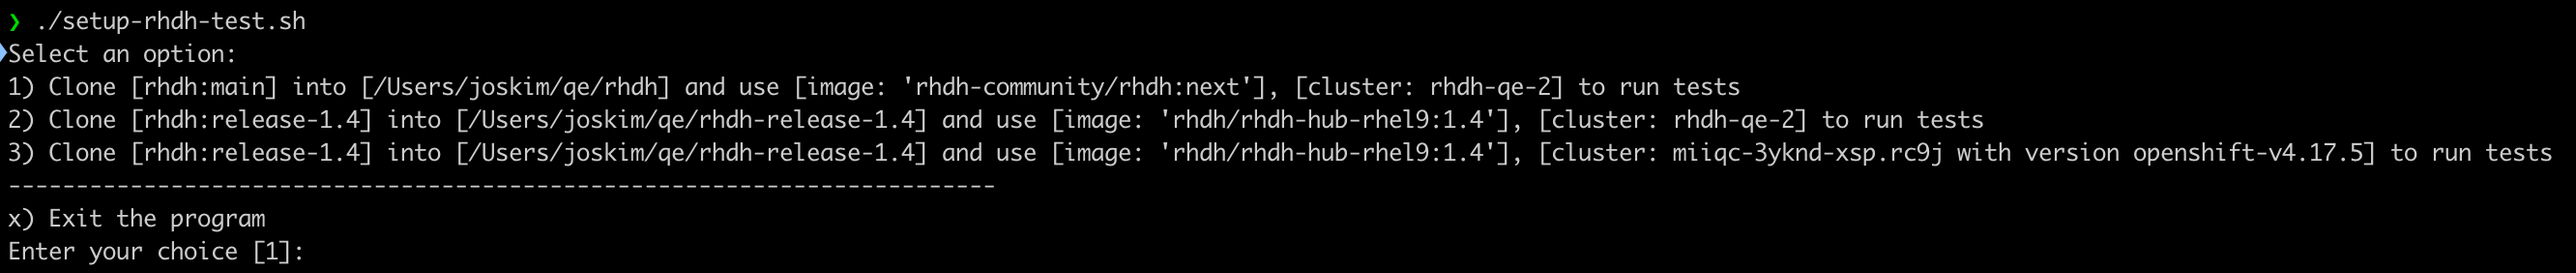 ❯ ./setup-rhdh-test.sh
Select an option:
1) Clone [rhdh:main] into [/Users/joskim/qe/rhdh] and use [image: 'rhdh-community/rhdh:next'], [cluster: rhdh-qe-2] to run tests
2) Clone [rhdh:release-1.4] into [/Users/joskim/qe/rhdh-release-1.4] and use [image: 'rhdh/rhdh-hub-rhel9:1.4'], [cluster: rhdh-qe-2] to run tests
3) Clone [rhdh:release-1.4] into [/Users/joskim/qe/rhdh-release-1.4] and use [image: 'rhdh/rhdh-hub-rhel9:1.4'], [cluster: miiqc-3yknd-xsp.rc9j with version openshift-v4.17.5] to run tests
-------------------------------------------------------------------------
x) Exit the program
Enter your choice [1]: